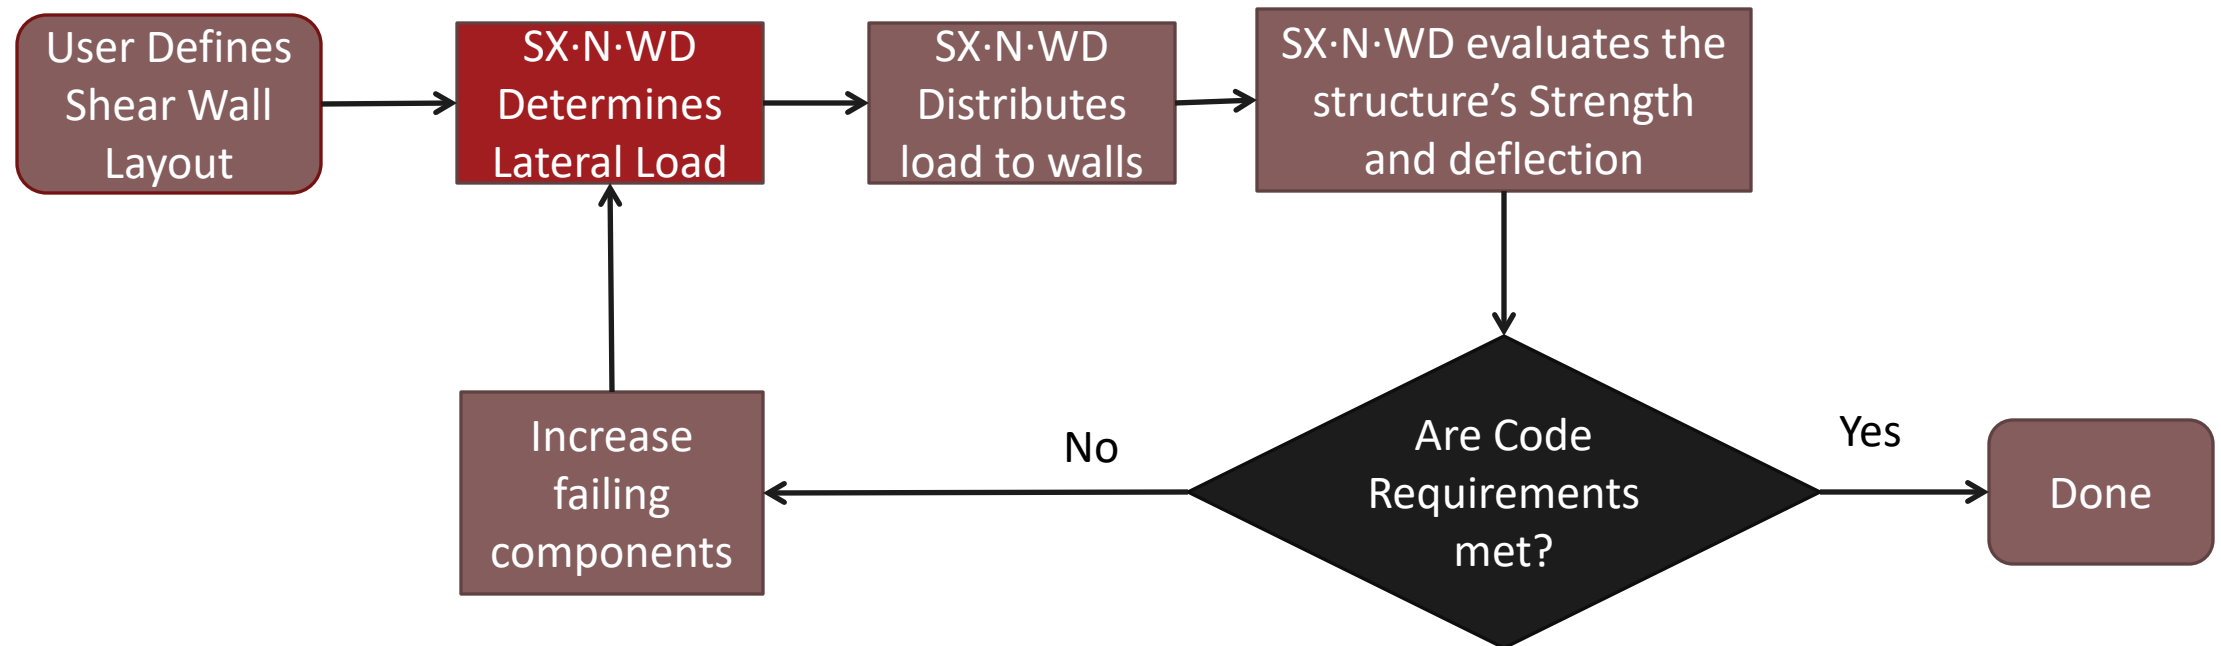 User Defines
Shear Wall
Layout
SX·N·WD
Determines
Lateral Load
SX·N·WD
Distributes
load to walls
SX·N·WD evaluates the
structure’s Strength
and deflection
Are Code
Requirements
met?
No
Yes
Increase
failing
components
Done